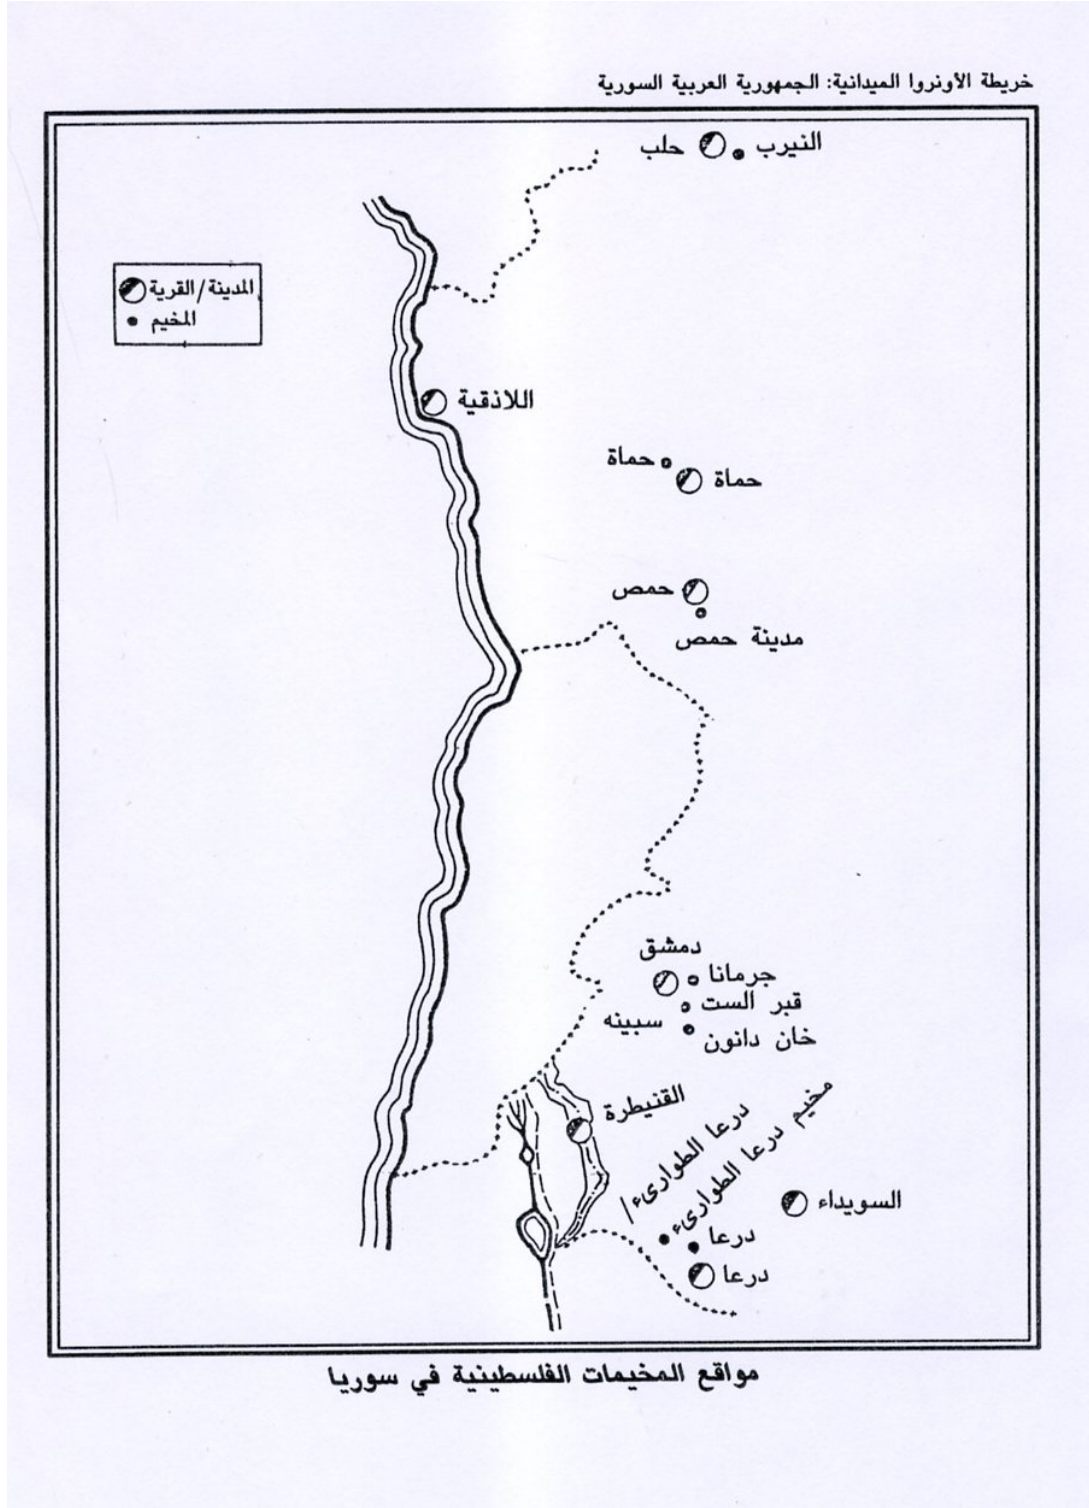 خريطة الأونروا الميدانية: الجمهورية العربية السورية
النيرب
حلب
المدينة/القرية
المخيم
اللاذقية
حماة
حماة
حمص
مدينة حمص
دمشق
جرمانا
قبر الست
سبينه
خان دانون
القنيطرة
درعا الطوارىء/
مخيم درعا الطوارىء
السويداء
درعا
درعا
مواقع المخيمات الفلسطينية في سوريا